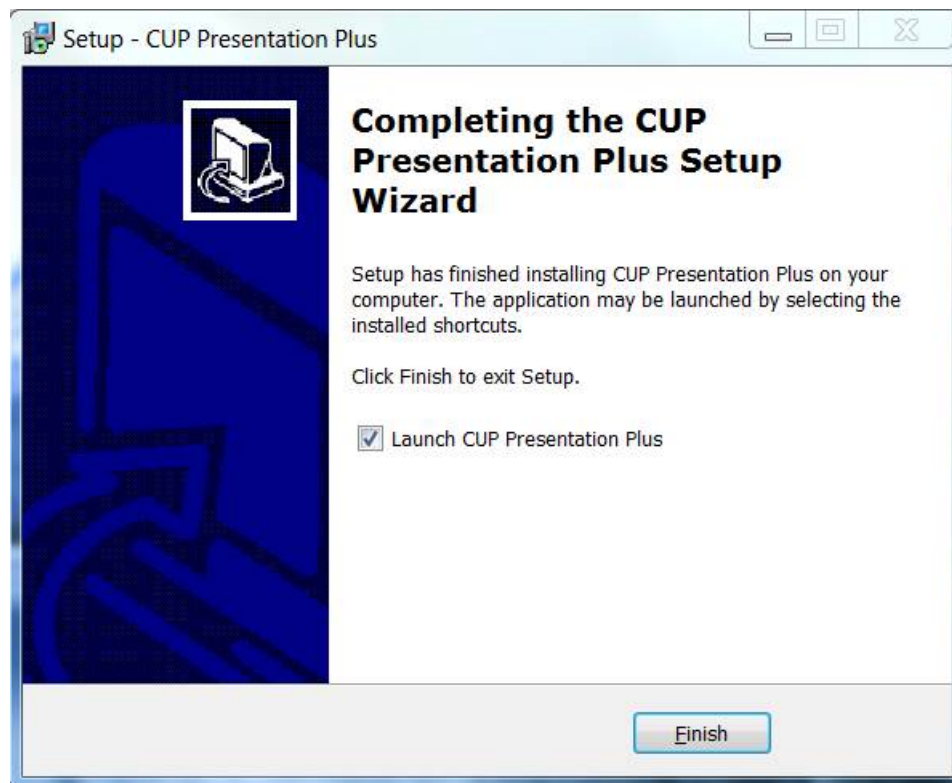 Setup - CUP Presentation Plus
Completing the CUP
Presentation Plus Setup
Wizard
Setup has finished installing CUP Presentation Plus on your
computer. The application may be launched by selecting the
installed shortcuts.
Click Finish to exit Setup.
Launch CUP Presentation Plus
Finish